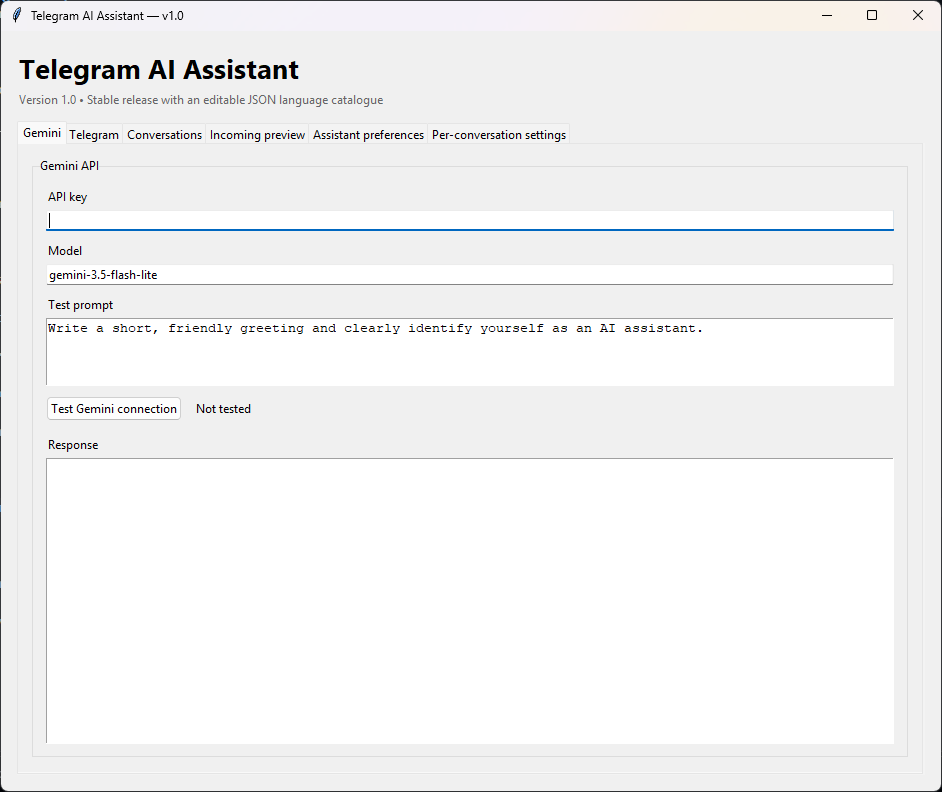 Telegram AI Assistant — v1.0
Telegram AI Assistant
Version 1.0 • Stable release with an editable JSON language catalogue
Gemini Telegram Conversations Incoming preview Assistant preferences Per-conversation settings
Gemini API
API key
Model
gemini-3.5-flash-lite
Test prompt
Write a short, friendly greeting and clearly identify yourself as an AI assistant.
Test Gemini connection Not tested
Response